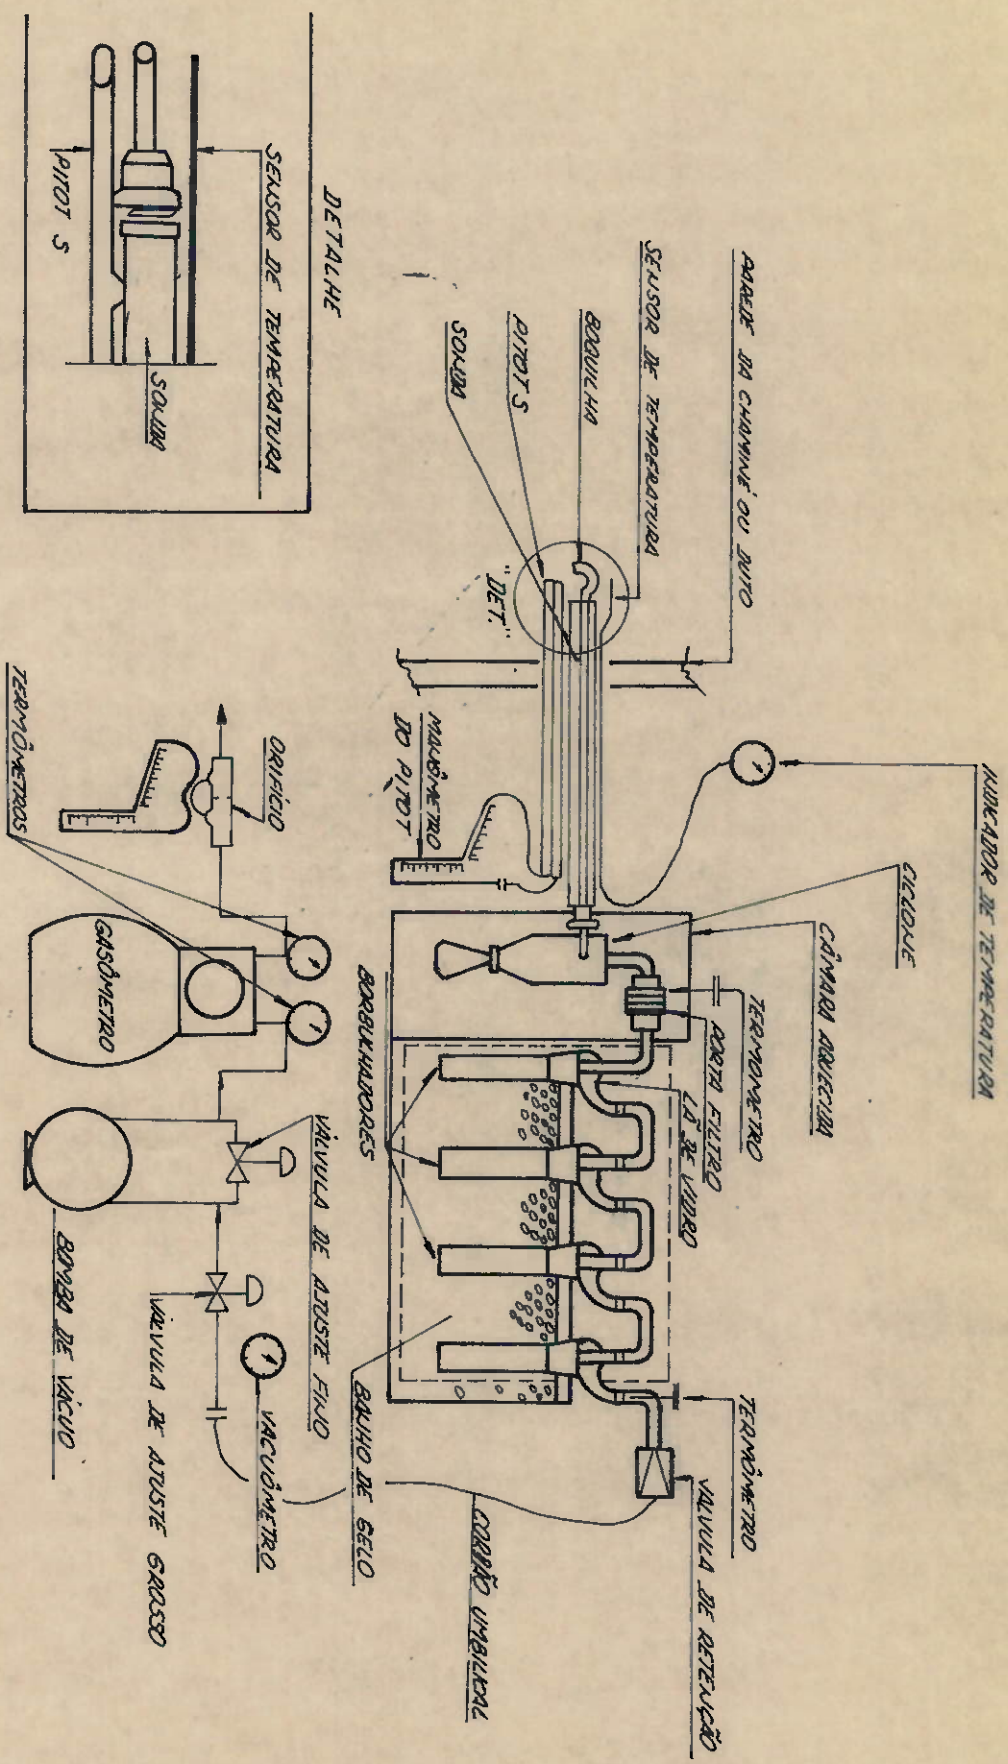 INDICADOR DE TEMPERATURA
PAREDE DA CHAMINÉ OU DUTO
CICLONE
CÂMARA AQUECIDA
TERMOMETRO
PORTA FILTRO
LÃ DE VIDRO
TERMÔMETRO
VALVULA DE RETENÇÃO
SENSOR DE TEMPERATURA
BOQUILHA
PITOT S
SONDA
"DET."
MANÔMETRO
DO PITOT
BORBULHADORES
BANHO DE GELO
CORDÃO UMBILICAL
DETALHE
SENSOR DE TEMPERATURA
SONDA
PITOT S
ORIFÍCIO
TERMÔMETROS
GASÔMETRO
VÁLVULA DE AJUSTE FINO
VACUÔMETRO
VÁLVULA DE AJUSTE GROSSO
BOMBA DE VÁCUO